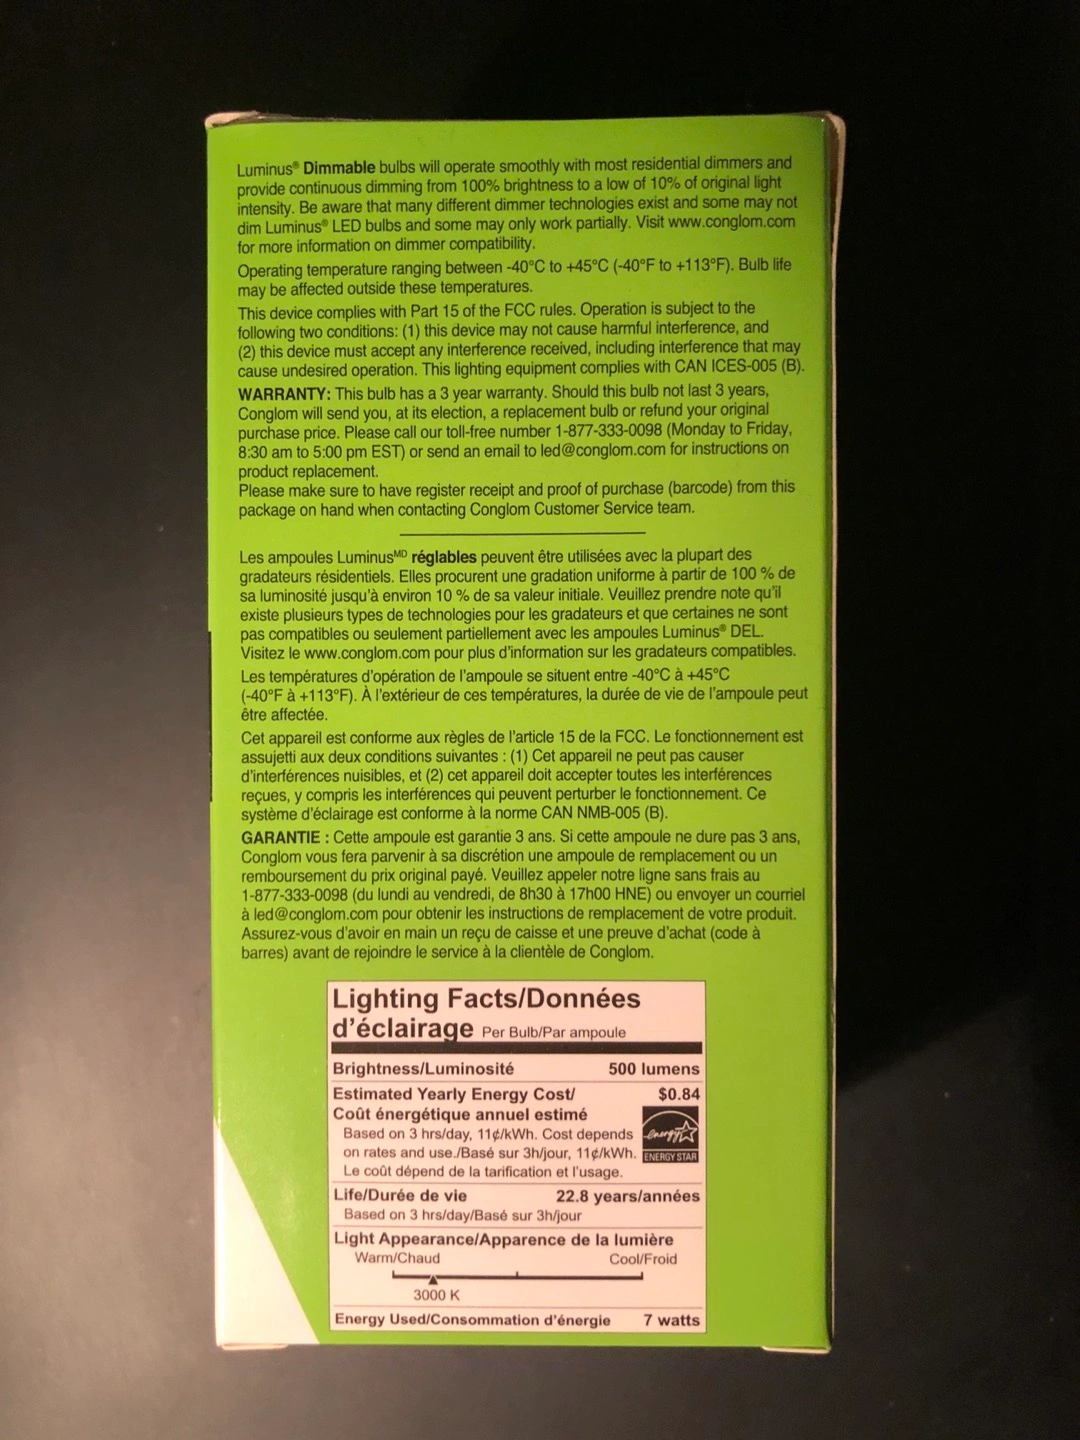 Luminus® Dimmable bulbs will operate smoothly with most residential dimmers and
provide continuous dimming from 100% brightness to a low of 10% of original light
intensity. Be aware that many different dimmer technologies exist and some may not
dim Luminus® LED bulbs and some may only work partially. Visit www.conglom.com
for more information on dimmer compatibility.
Operating temperature ranging between -40°C to +45°C (-40°F to +113°F). Bulb life
may be affected outside these temperatures.
This device complies with Part 15 of the FCC rules. Operation is subject to the
following two conditions: (1) this device may not cause harmful interference, and
(2) this device must accept any interference received, including interference that may
cause undesired operation. This lighting equipment complies with CAN ICES-005 (B).
WARRANTY: This bulb has a 3 year warranty. Should this bulb not last 3 years,
Conglom will send you, at its election, a replacement bulb or refund your original
purchase price. Please call our toll-free number 1-877-333-0098 (Monday to Friday,
8:30 am to 5:00 pm EST) or send an email to led@conglom.com for instructions on
product replacement.
Please make sure to have register receipt and proof of purchase (barcode) from this
package on hand when contacting Conglom Customer Service team.
Les ampoules Luminus MD réglables peuvent être utilisées avec la plupart des
gradateurs résidentiels. Elles procurent une gradation uniforme à partir de 100 % de
sa luminosité jusqu'à environ 10 % de sa valeur initiale. Veuillez prendre note qu'il
existe plusieurs types de technologies pour les gradateurs et que certaines ne sont
pas compatibles ou seulement partiellement avec les ampoules Luminus® DEL.
Visitez le www.conglom.com pour plus d'information sur les gradateurs compatibles.
Les températures d'opération de l'ampoule se situent entre -40°C à +45°C
(-40°F à +113°F). À l'extérieur de ces températures, la durée de vie de l'ampoule peut
être affectée.
Cet appareil est conforme aux règles de l'article 15 de la FCC. Le fonctionnement est
assujetti aux deux conditions suivantes : (1) Cet appareil ne peut pas causer
d'interférences nuisibles, et (2) cet appareil doit accepter toutes les interférences
reçues, y compris les interférences qui peuvent perturber le fonctionnement. Ce
système d'éclairage est conforme à la norme CAN NMB-005 (B).
GARANTIE : Cette ampoule est garantie 3 ans. Si cette ampoule ne dure pas 3 ans,
Conglom vous fera parvenir à sa discrétion une ampoule de remplacement ou un
remboursement du prix original payé. Veuillez appeler notre ligne sans frais au
1-877-333-0098 (du lundi au vendredi, de 8h30 à 17h00 HNE) ou envoyer un courriel
à led@conglom.com pour obtenir les instructions de remplacement de votre produit.
Assurez-vous d'avoir en main un reçu de caisse et une preuve d'achat (code à
barres) avant de rejoindre le service à la clientèle de Conglom.
Lighting Facts/Données
d'éclairage Per Bulb/Par ampoule
Brightness/Luminosité 500 lumens
Estimated Yearly Energy Cost/ $0.84
Coût énergétique annuel estimé
Based on 3 hrs/day, 11¢/kWh. Cost depends
on rates and use./Basé sur 3h/jour, 11¢/kWh.
Le coût dépend de la tarification et l'usage.
energy
ENERGY STAR
Life/Durée de vie 22.8 years/années
Based on 3 hrs/day/Basé sur 3h/jour
Light Appearance/Apparence de la lumière
Warm/Chaud Cool/Froid
3000 K
Energy Used/Consommation d'énergie 7 watts